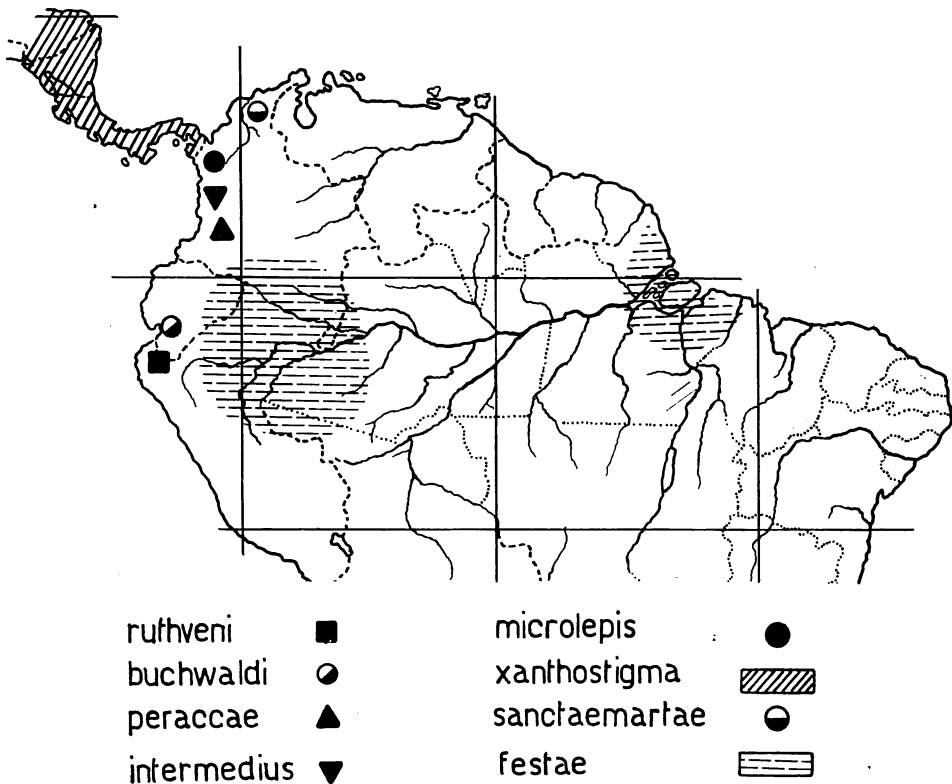 ruthveni
buchwaldi
peraccae
intermedius
microlepis
xanthostigma
sanctaemartae
festae